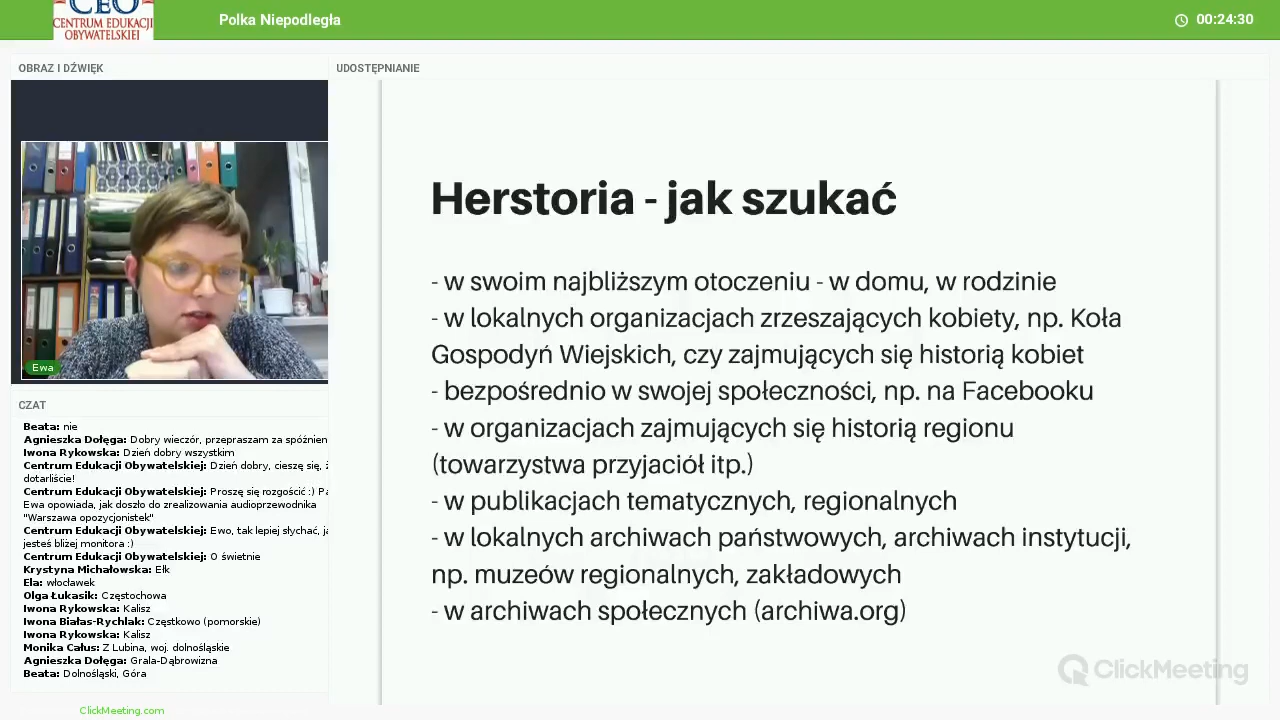 CEO
CENTRUM EDUKACJI
OBYWATELSKIEJ
Polka Niepodległa
00:24:30
OBRAZ I DŹWIĘK
UDOSTĘPNIANIE
Ewa
CZAT
Beata: nie
Agnieszka Dołęga: Dobry wieczór, przepraszam za spóźnien
Iwona Rykowska: Dzień dobry wszystkim
Centrum Edukacji Obywatelskiej: Dzień dobry, cieszę się, ż
dotarliście!
Centrum Edukacji Obywatelskiej: Proszę się rozgościć :) Pa
Ewa opowiada, jak doszło do zrealizowania audioprzewodnika
"Warszawa opozycjonistek"
Centrum Edukacji Obywatelskiej: Ewo, tak lepiej słychać, ja
jesteś bliżej monitora :)
Centrum Edukacji Obywatelskiej: O świetnie
Krystyna Michałowska: Ełk
Ela: włocławek
Olga Łukasik: Częstochowa
Iwona Rykowska: Kalisz
Iwona Białas-Rychlak: Częstkowo (pomorskie)
Iwona Rykowska: Kalisz
Monika Całus: Z Lubina, woj. dolnośląskie
Agnieszka Dołęga: Grala-Dąbrowizna
Beata: Dolnośląski, Góra
ClickMeeting.com
Herstoria - jak szukać
- w swoim najbliższym otoczeniu - w domu, w rodzinie
- w lokalnych organizacjach zrzeszających kobiety, np. Koła
Gospodyń Wiejskich, czy zajmujących się historią kobiet
- bezpośrednio w swojej społeczności, np. na Facebooku
- w organizacjach zajmujących się historią regionu
(towarzystwa przyjaciół itp.)
- w publikacjach tematycznych, regionalnych
- w lokalnych archiwach państwowych, archiwach instytucji,
np. muzeów regionalnych, zakładowych
- w archiwach społecznych (archiwa.org)
ClickMeeting